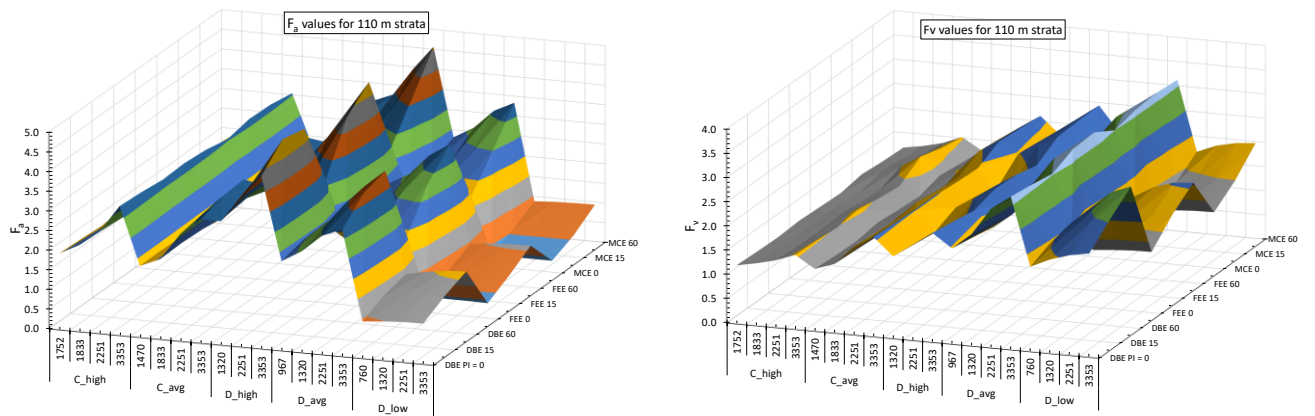 Fa values for 110 m strata
5.0
4.5
4.0
3.5
3.0
2.5
2.0
1.5
1.0
0.5
0.0
Fa
1752
1833
2251
3353
1470
1833
2251
3353
1320
2251
3353
967
1320
2251
3353
760
1320
2251
3353
C_high
C_avg
D_high
D_avg
D_low
MCE 60
MCE 15
MCE 0
FEE 60
FEE 15
FEE 0
DBE 60
DBE 15
DBE PI = 0
Fv values for 110 m strata
4.0
3.5
3.0
2.5
2.0
1.5
1.0
0.5
0.0
Fv
1752
1833
2251
3353
1470
1833
2251
3353
1320
2251
3353
967
1320
2251
3353
760
1320
2251
3353
C_high
C_avg
D_high
D_avg
D_low
MCE 60
MCE 15
MCE 0
FEE 60
FEE 15
FEE 0
DBE 60
DBE 15
DBE PI = 0